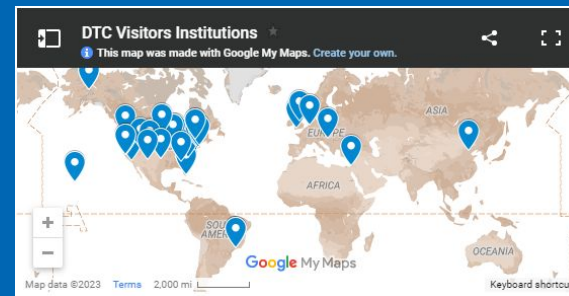 DTC Visitors Institutions
This map was made with Google My Maps. Create your own.
ASIA
EUROPE
AFRICA
SOUTH
AMERICA
OCEANIA
+
−
Google My Maps
Map data ©2023 Terms 2,000 mi
Keyboard shortcu